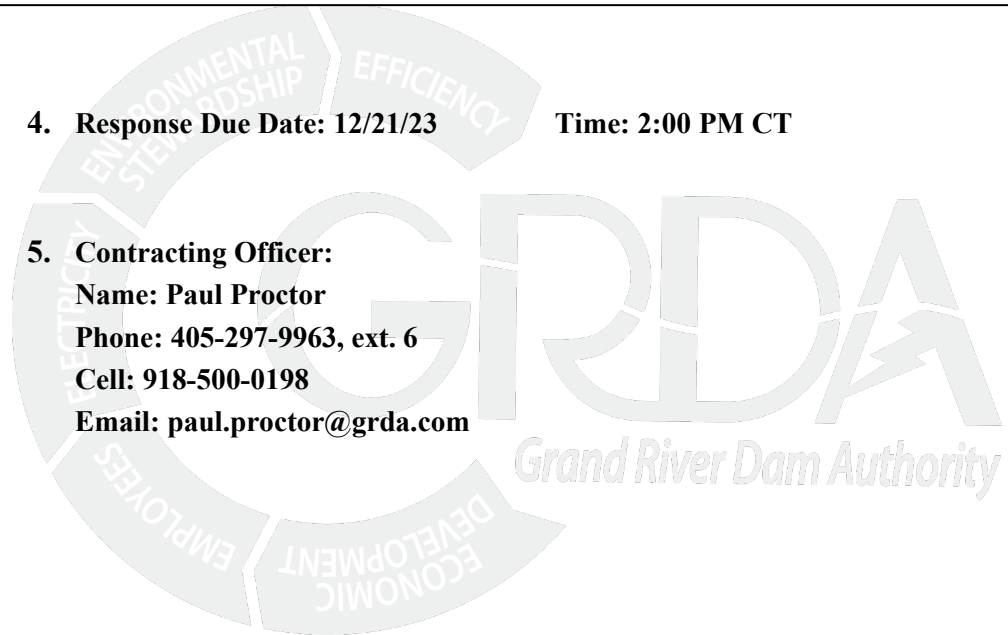 4. Response Due Date: 12/21/23 Time: 2:00 PM CT
5. Contracting Officer:
Name: Paul Proctor
Phone: 405-297-9963, ext. 6
Cell: 918-500-0198
Email: paul.proctor@grda.com
ENVIRONMENTAL
STEWARDSHIP
EFFICIENCY
ELECTRICITY
EMPLOYEES
ECONOMIC
DEVELOPMENT
GRDA
Grand River Dam Authority